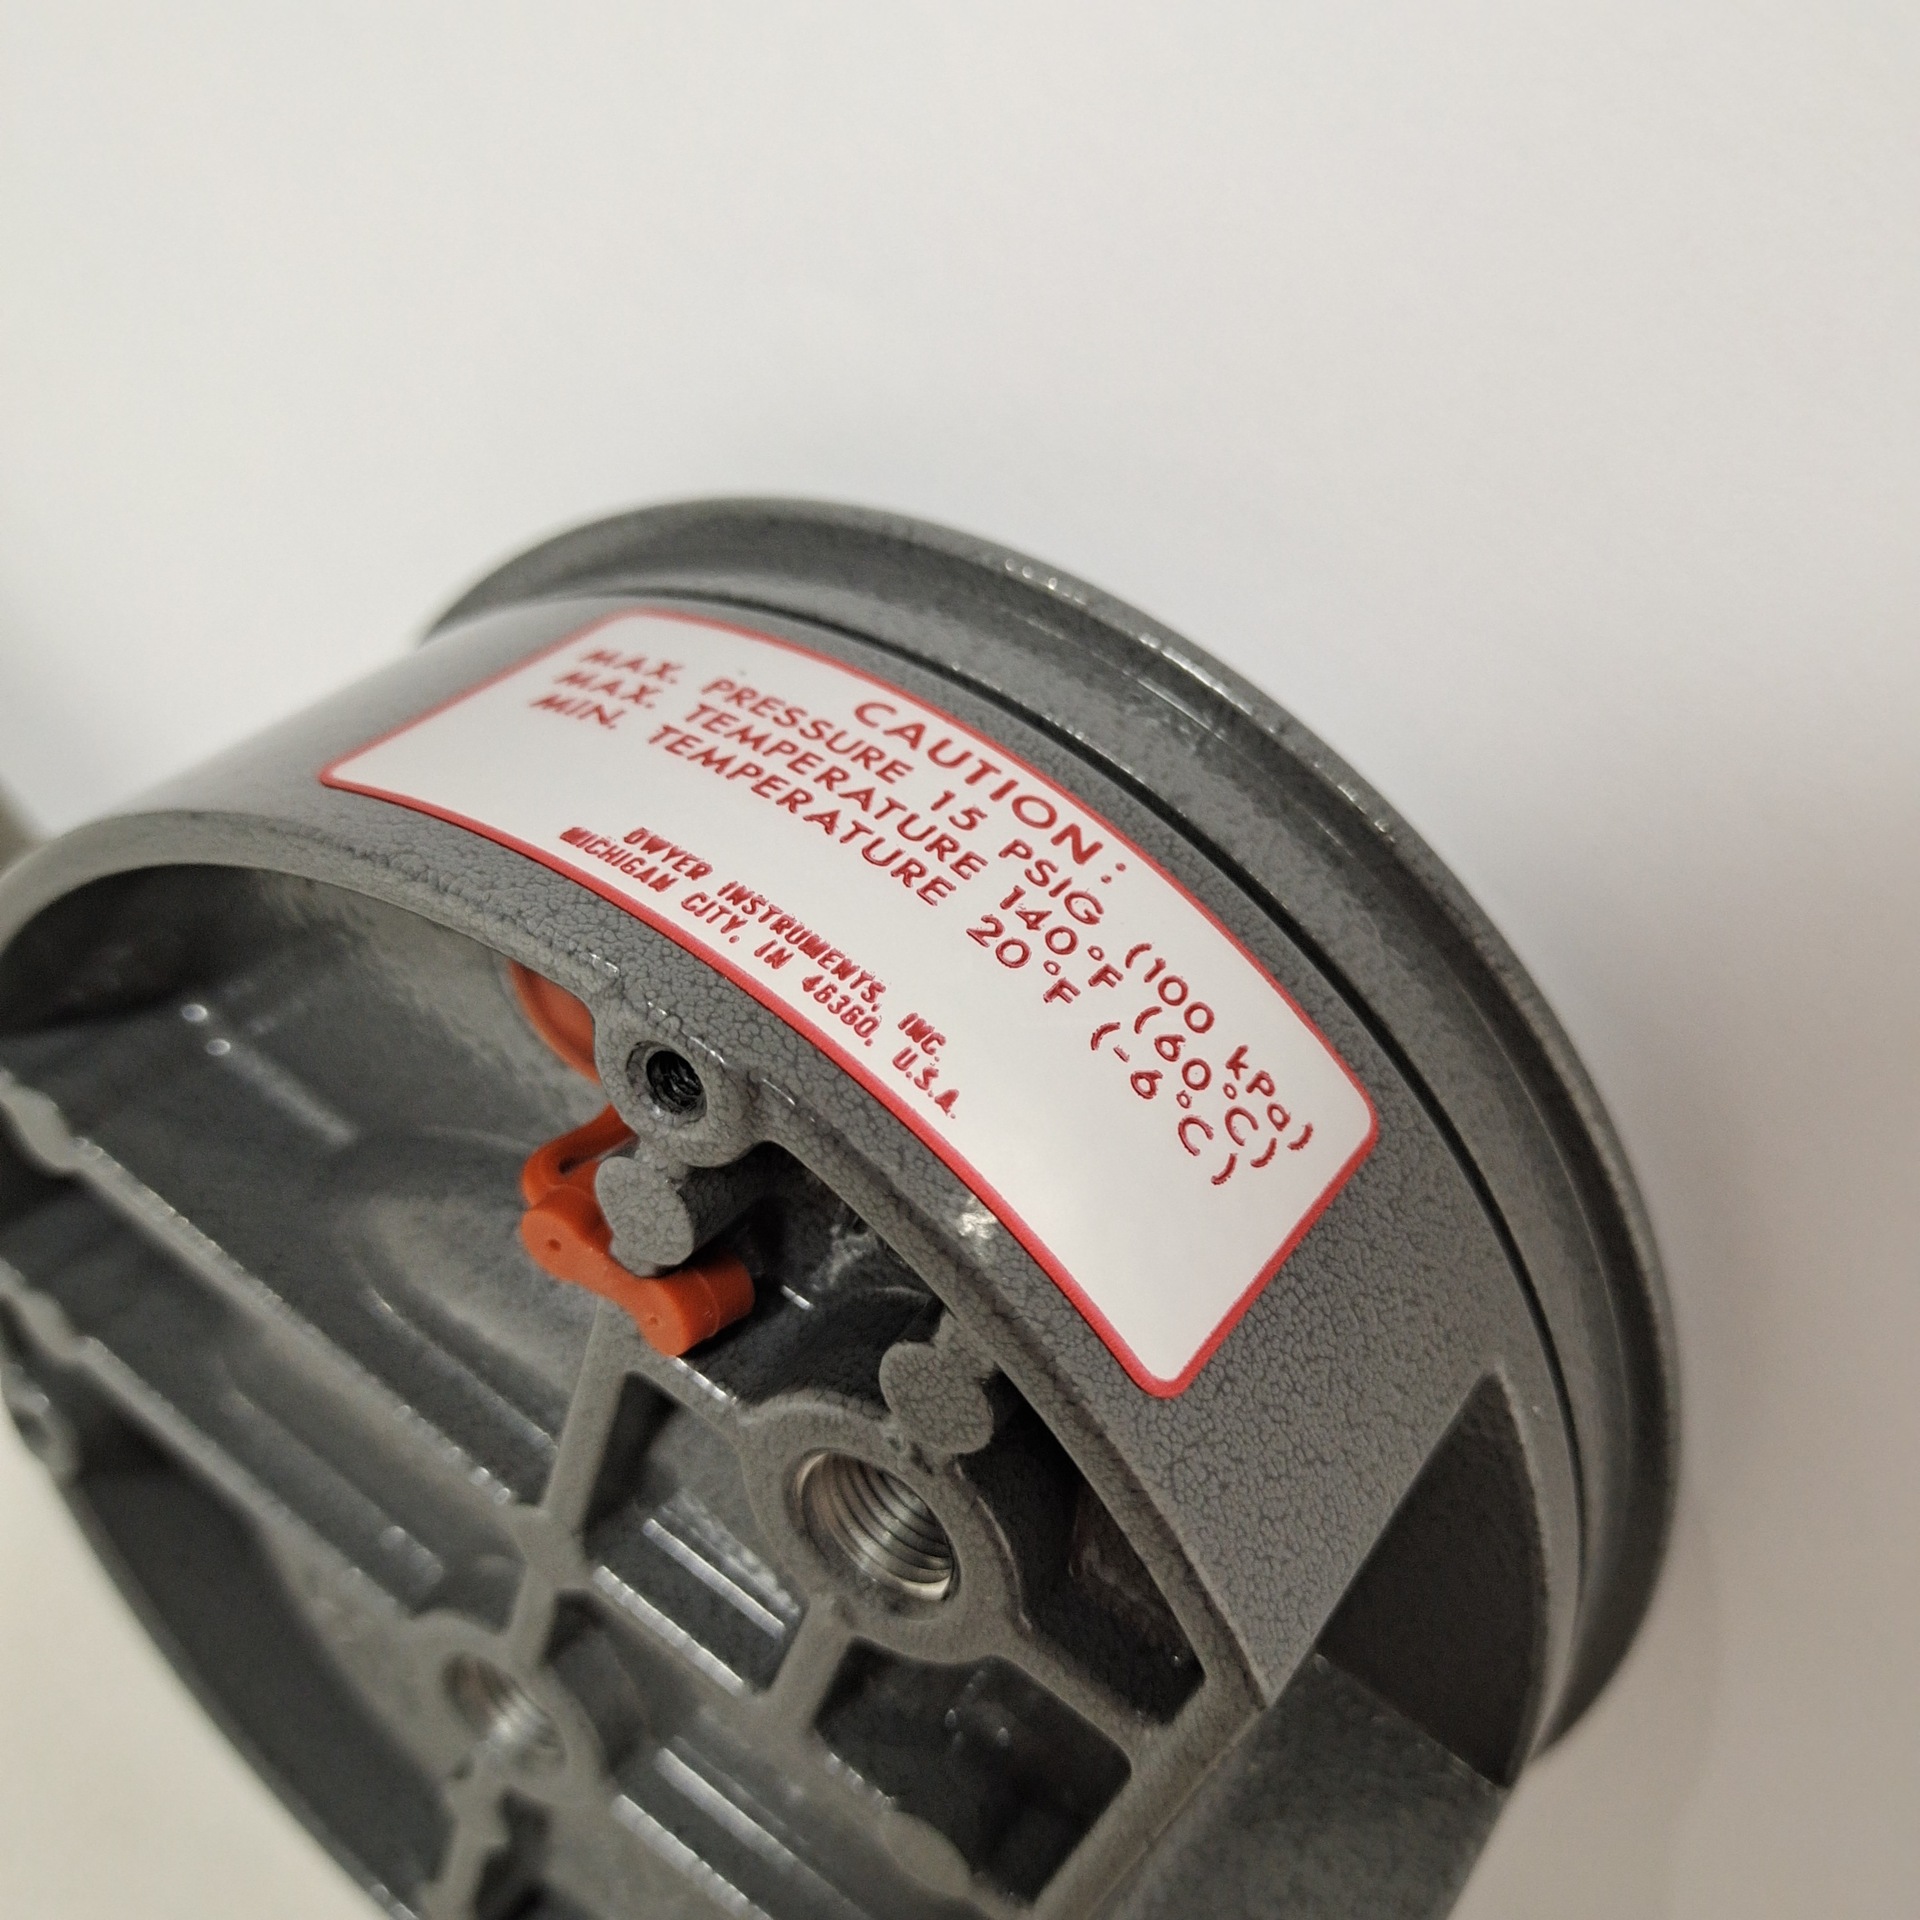 CAUTION:
MAX. PRESSURE 15 PSIG (100 kPa)
MAX. TEMPERATURE 140°F (60°C)
MIN. TEMPERATURE 20°F (-6°C)
DWYER INSTRUMENTS, INC.
MICHIGAN CITY, IN 46360, U.S.A.